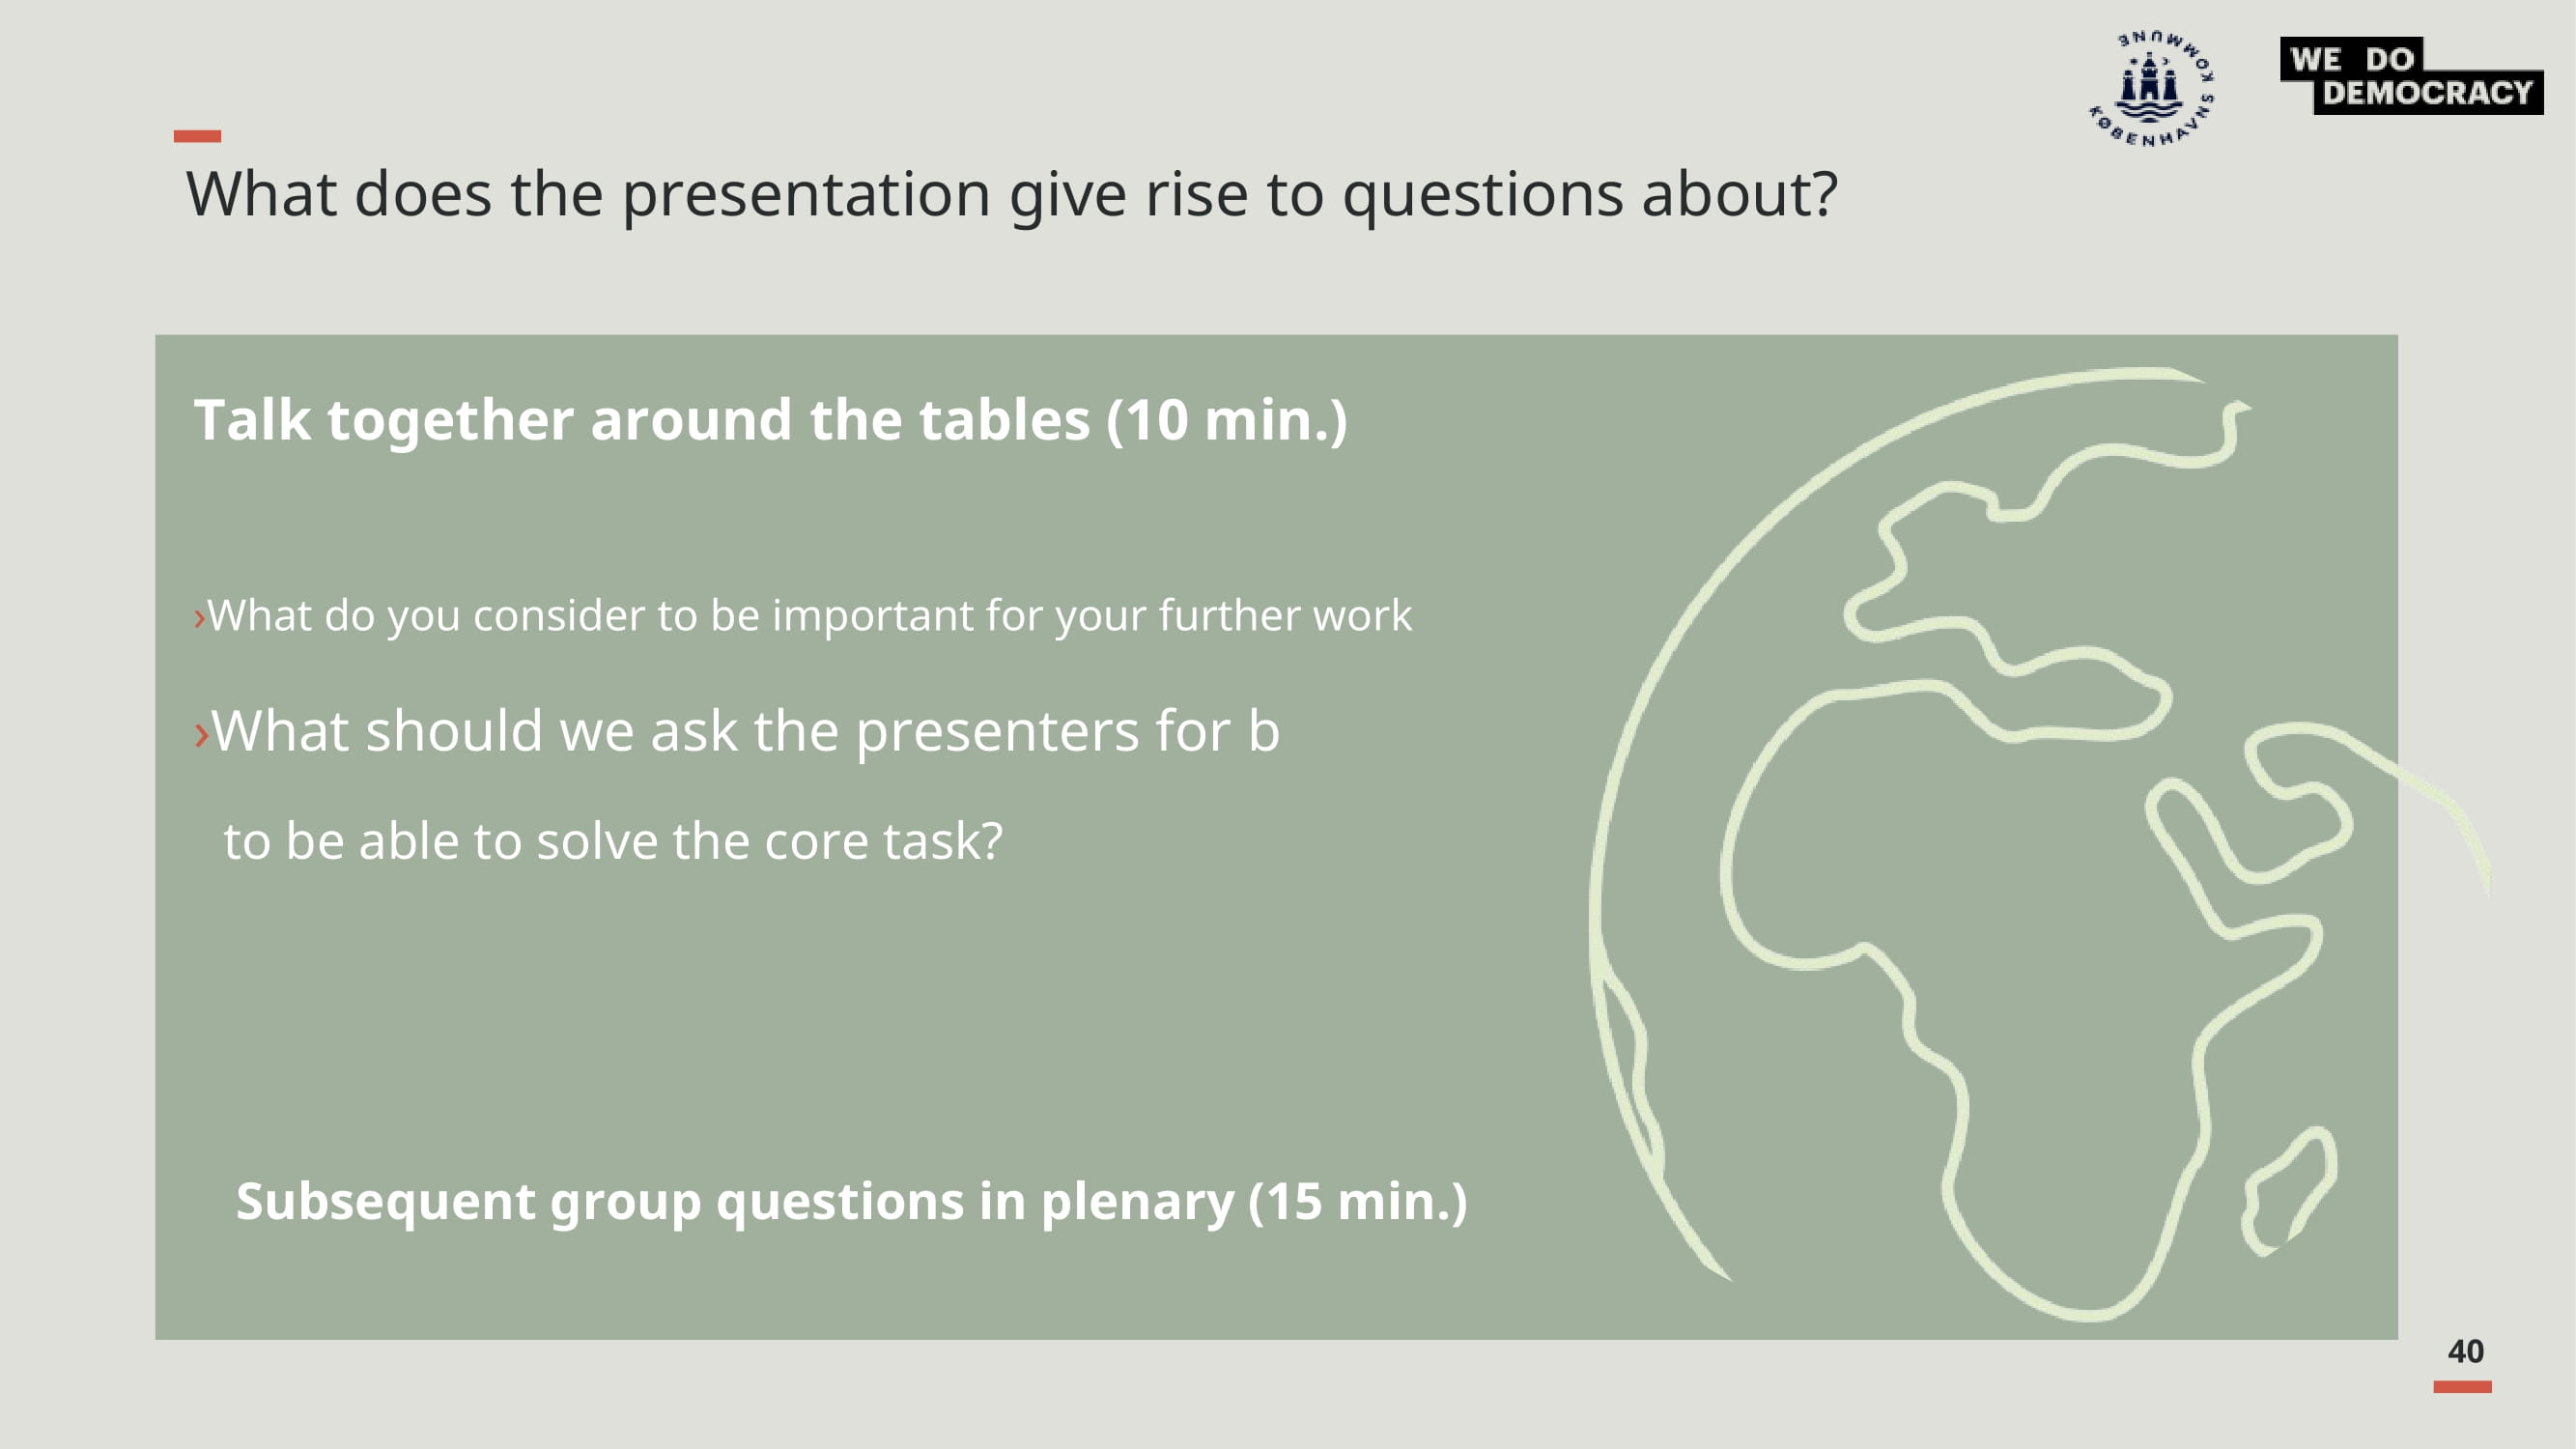 KØBENHAVNS KOMMUNE
WE DO
DEMOCRACY
What does the presentation give rise to questions about?
Talk together around the tables (10 min.)
›What do you consider to be important for your further work
›What should we ask the presenters for b
to be able to solve the core task?
Subsequent group questions in plenary (15 min.)
40